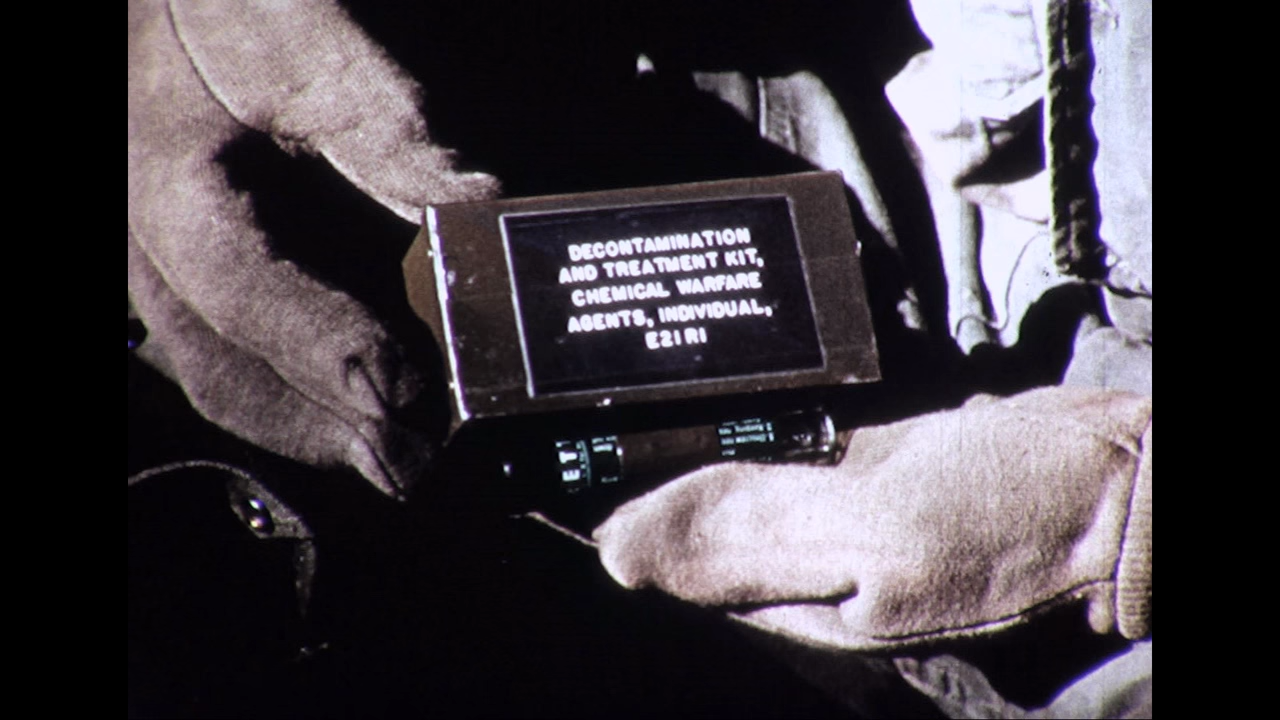 DECONTAMINATION
AND TREATMENT KIT,
CHEMICAL WARFARE
AGENTS, INDIVIDUAL,
E21R1